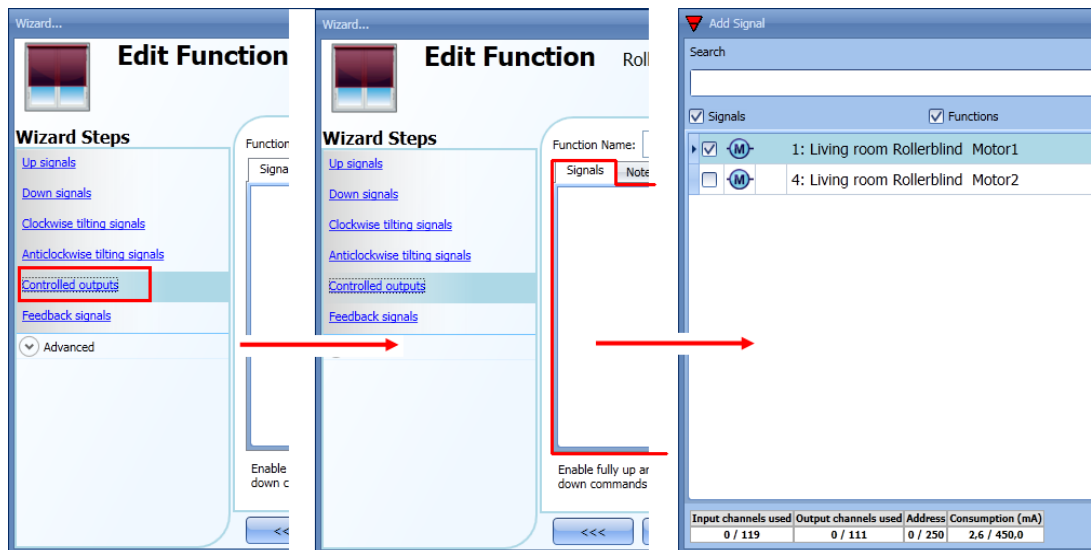 Wizard...
Edit Function
Wizard Steps
Up signals
Down signals
Clockwise tilting signals
Anticlockwise tilting signals
Controlled outputs
Feedback signals
Advanced
Function
Signa
Enable
down c
<<
Wizard...
Edit Function Roll
Wizard Steps
Up signals
Down signals
Clockwise tilting signals
Anticlockwise tilting signals
Controlled outputs
Feedback signals
Function Name:
Signals Note
Enable fully up an
down commands
<<<
Add Signal
Search
Signals Functions
M 1: Living room Rollerblind Motor1
M 4: Living room Rollerblind Motor2
Input channels used Output channels used Address Consumption (mA)
0 / 119 0 / 111 0 / 250 2,6 / 450,0